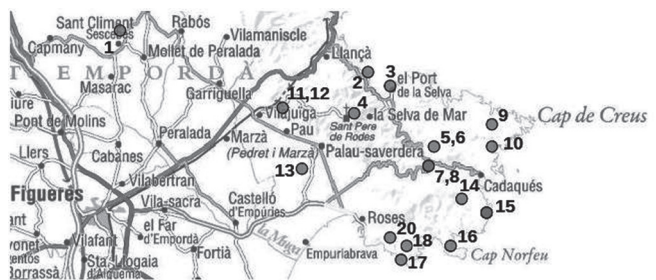 Sant Climent
Sescebes
Rabós
1
Capmany
Vilamaniscle
Mollet de Peralada
Llançà
T EMPORDÀ
2
3
el Port
de la Selva
Masarac
Garriguella
11,12
4
9
Cap de Creus
Vilajuïga
la Selva de Mar
Sant Pere
de Rodes
Pont de Molins
Peralada
Marzà
Pau
5,6
10
(Pedret i Marzà)
Palau-saverdera
Llers
Cabanes
13
7,8
Cadaqués
Vilabertran
14
Figueres
Vila-sacra
Castelló
d'Empúries
15
Roses
el Far
d'Empordà
20
18
16
Cap Norfeu
17
Vilafant
la Muga
Empuriabrava
Fortià
Sta. Llogaia
d'Àlguema
Borrassà